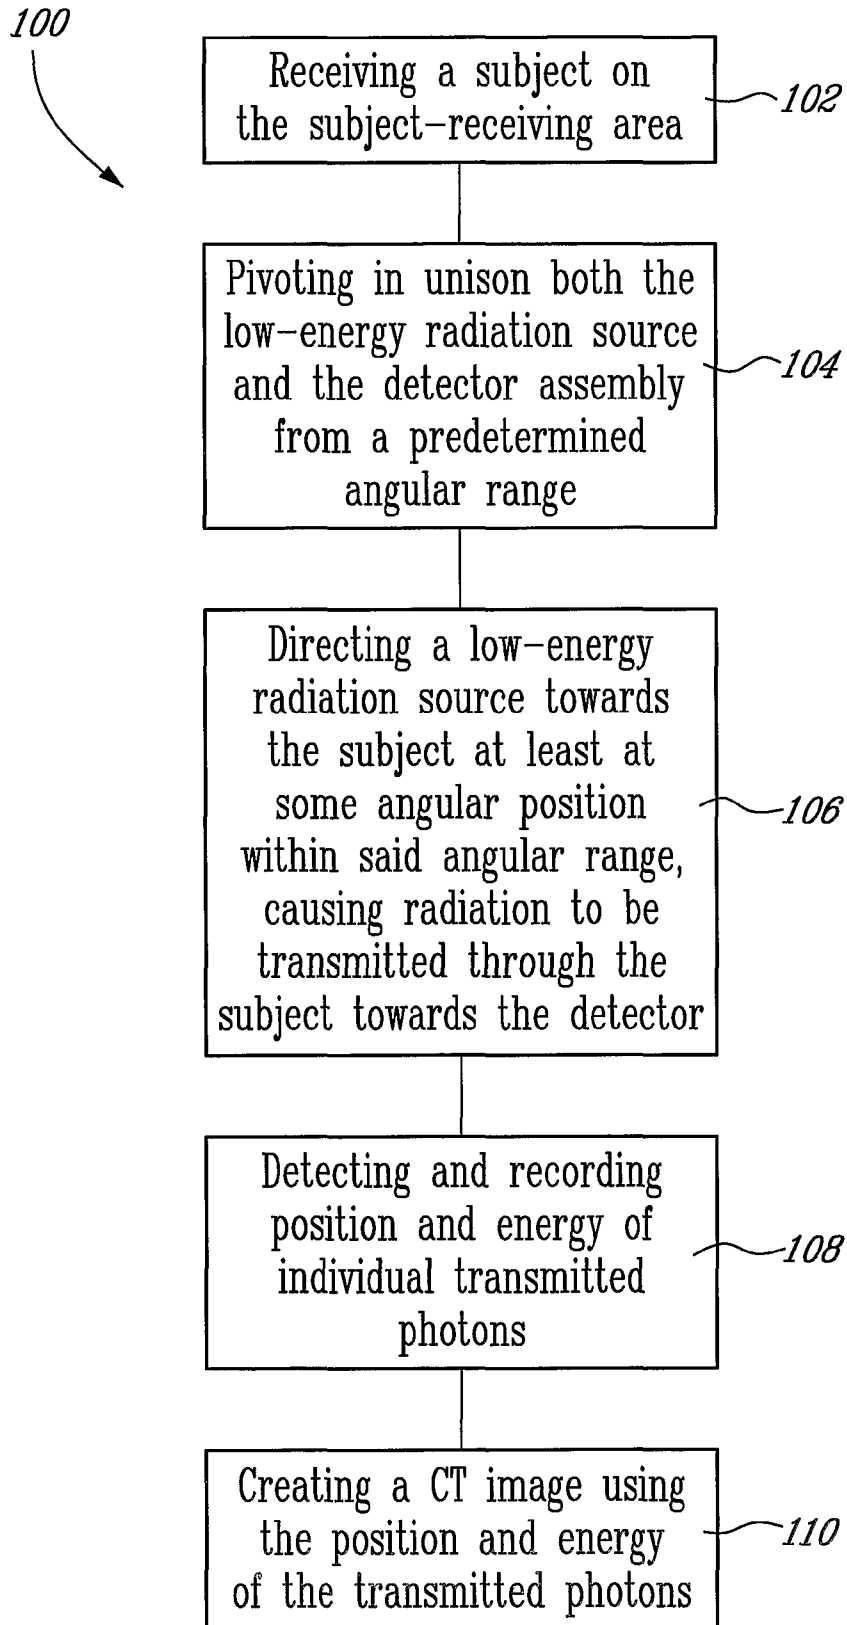 100
Receiving a subject on
the subject-receiving area
102
Pivoting in unison both the
low-energy radiation source
and the detector assembly
from a predetermined
angular range
104
Directing a low-energy
radiation source towards
the subject at least at
some angular position
within said angular range,
causing radiation to be
transmitted through the
subject towards the detector
106
Detecting and recording
position and energy of
individual transmitted
photons
108
Creating a CT image using
the position and energy
of the transmitted photons
110